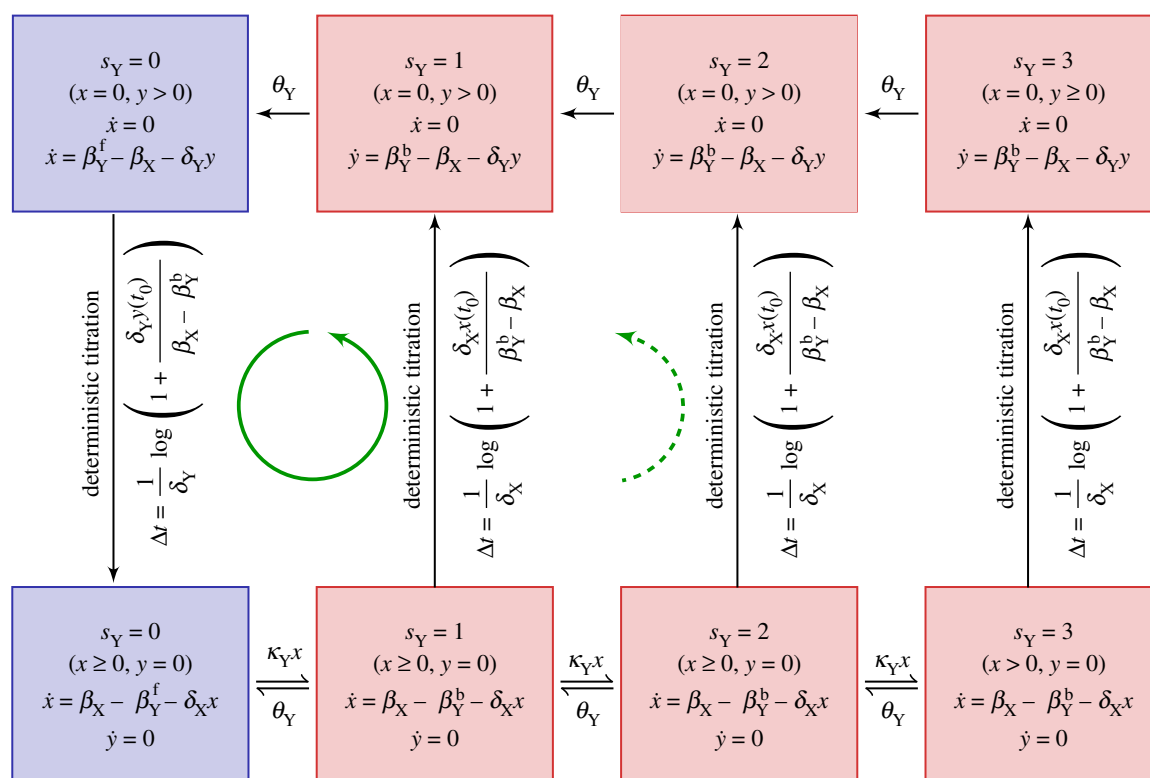 s_Y = 0
(x = 0, y > 0)
ẋ = 0
ẋ = β_Y^f – β_X – δ_Y y
θ_Y
s_Y = 1
(x = 0, y > 0)
ẋ = 0
ẏ = β_Y^b – β_X – δ_Y y
θ_Y
s_Y = 2
(x = 0, y > 0)
ẋ = 0
ẏ = β_Y^b – β_X – δ_Y y
θ_Y
s_Y = 3
(x = 0, y ≥ 0)
ẋ = 0
ẏ = β_Y^b – β_X – δ_Y y
deterministic titration
Δt = 1/δ_Y log ( 1 + δ_Y y(t_0) / β_X – β_Y^b )
deterministic titration
Δt = 1/δ_X log ( 1 + δ_X x(t_0) / β_Y^b – β_X )
deterministic titration
Δt = 1/δ_X log ( 1 + δ_X x(t_0) / β_Y^b – β_X )
deterministic titration
Δt = 1/δ_X log ( 1 + δ_X x(t_0) / β_Y^b – β_X )
s_Y = 0
(x ≥ 0, y = 0)
ẋ = β_X – β_Y^f – δ_X x
ẏ = 0
κ_Y x
θ_Y
s_Y = 1
(x ≥ 0, y = 0)
ẋ = β_X – β_Y^b – δ_X x
ẏ = 0
κ_Y x
θ_Y
s_Y = 2
(x ≥ 0, y = 0)
ẋ = β_X – β_Y^b – δ_X x
ẏ = 0
κ_Y x
θ_Y
s_Y = 3
(x > 0, y = 0)
ẋ = β_X – β_Y^b – δ_X x
ẏ = 0